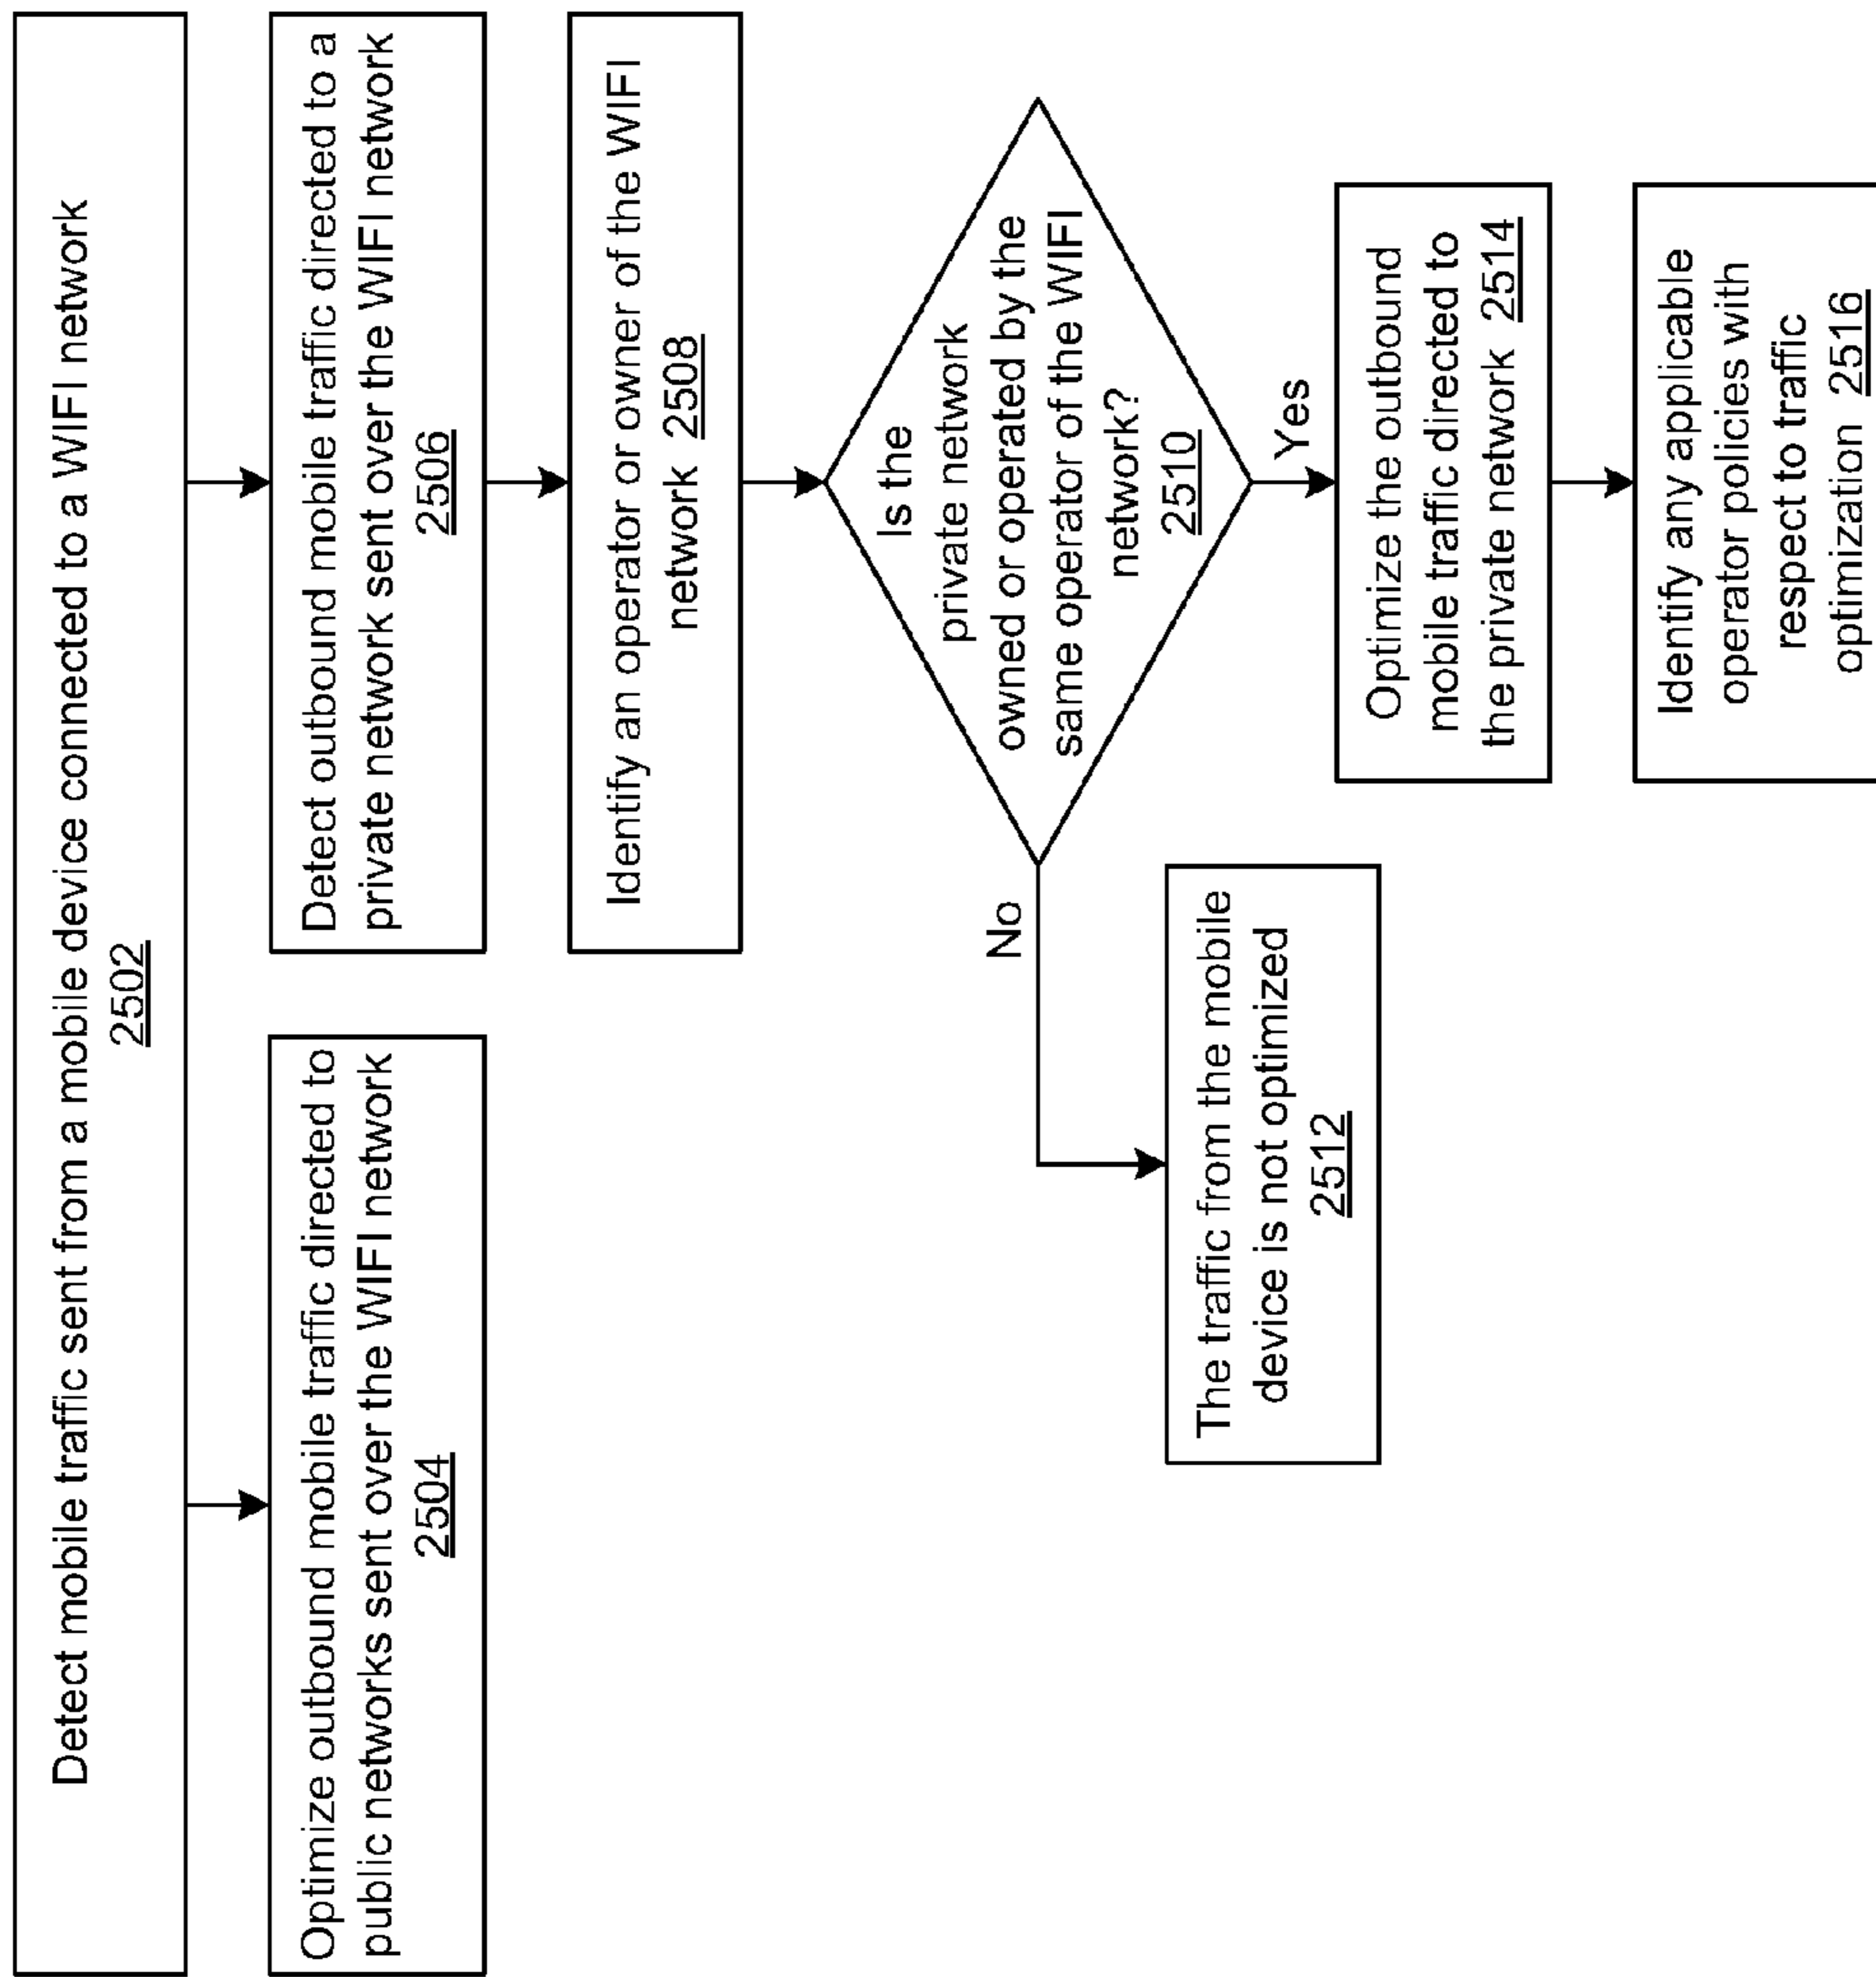 Detect mobile traffic sent from a mobile device connected to a WIFI network
2502
Optimize outbound mobile traffic directed to
public networks sent over the WIFI network
2504
Detect outbound mobile traffic directed to a
private network sent over the WIFI network
2506
Identify an operator or owner of the WIFI
network 2508
Is the
private network
owned or operated by the
same operator of the WIFI
network?
2510
No
Yes
The traffic from the mobile
device is not optimized
2512
Optimize the outbound
mobile traffic directed to
the private network 2514
Identify any applicable
operator policies with
respect to traffic
optimization 2516